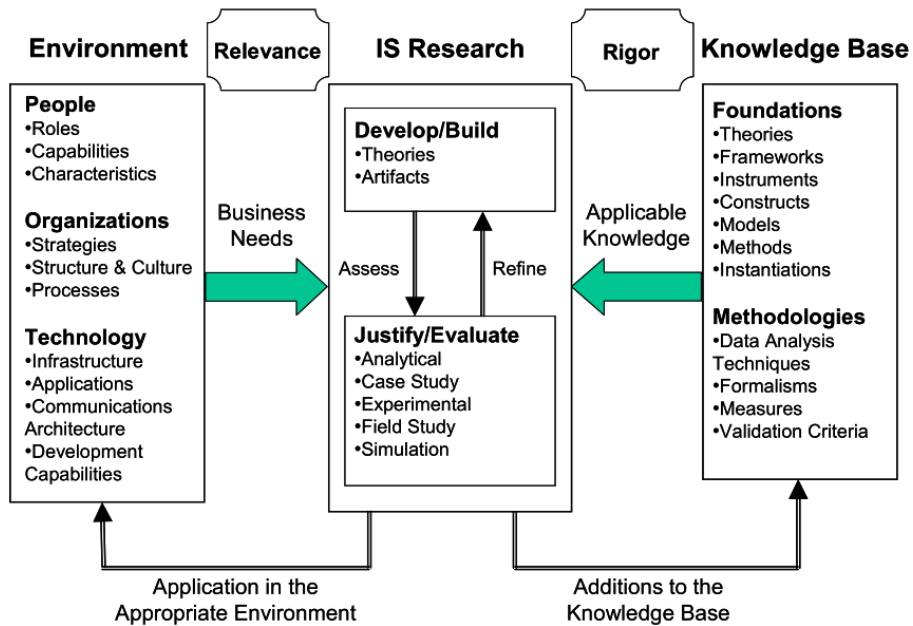 Environment
Relevance
IS Research
Rigor
Knowledge Base
People
•Roles
•Capabilities
•Characteristics
Organizations
•Strategies
•Structure & Culture
•Processes
Technology
•Infrastructure
•Applications
•Communications
Architecture
•Development
Capabilities
Business
Needs
Develop/Build
•Theories
•Artifacts
Assess
Refine
Justify/Evaluate
•Analytical
•Case Study
•Experimental
•Field Study
•Simulation
Applicable
Knowledge
Foundations
•Theories
•Frameworks
•Instruments
•Constructs
•Models
•Methods
•Instantiations
Methodologies
•Data Analysis
Techniques
•Formalisms
•Measures
•Validation Criteria
Application in the
Appropriate Environment
Additions to the
Knowledge Base